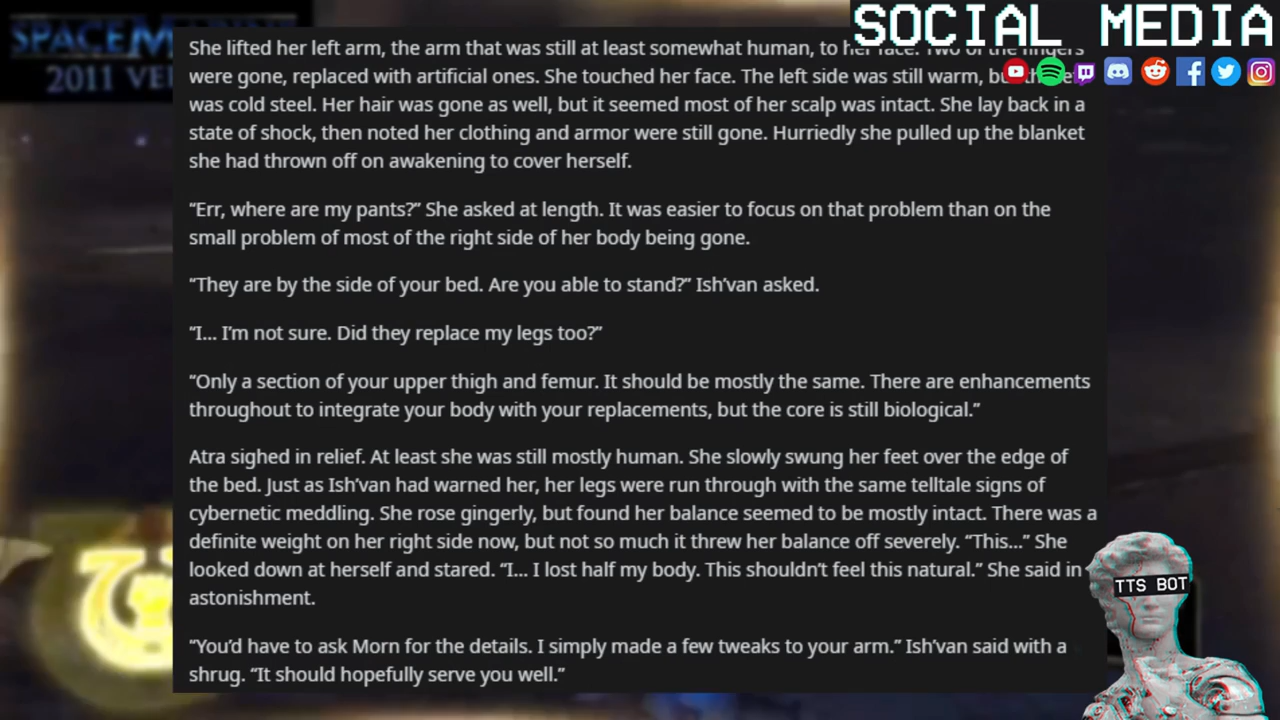 SPACEM
2011 VE
SOCIAL MEDIA
She lifted her left arm, the arm that was still at least somewhat human, to her face. Two of the fingers
were gone, replaced with artificial ones. She touched her face. The left side was still warm, but the
was cold steel. Her hair was gone as well, but it seemed most of her scalp was intact. She lay back in a
state of shock, then noted her clothing and armor were still gone. Hurriedly she pulled up the blanket
she had thrown off on awakening to cover herself.
“Err, where are my pants?” She asked at length. It was easier to focus on that problem than on the
small problem of most of the right side of her body being gone.
“They are by the side of your bed. Are you able to stand?” Ish’van asked.
“I... I’m not sure. Did they replace my legs too?”
“Only a section of your upper thigh and femur. It should be mostly the same. There are enhancements
throughout to integrate your body with your replacements, but the core is still biological.”
Atra sighed in relief. At least she was still mostly human. She slowly swung her feet over the edge of
the bed. Just as Ish’van had warned her, her legs were run through with the same telltale signs of
cybernetic meddling. She rose gingerly, but found her balance seemed to be mostly intact. There was a
definite weight on her right side now, but not so much it threw her balance off severely. “This...” She
looked down at herself and stared. “I... I lost half my body. This shouldn’t feel this natural.” She said in
astonishment.
“You’d have to ask Morn for the details. I simply made a few tweaks to your arm.” Ish’van said with a
shrug. “It should hopefully serve you well.”
TTS BOT